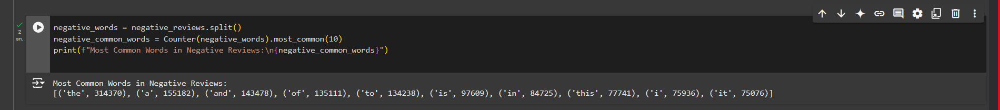 negative_words = negative_reviews.split()
2
sn.
negative_common_words = Counter(negative_words).most_common(10)
print(f"Most Common Words in Negative Reviews:\n{negative_common_words}")
Most Common Words in Negative Reviews:
[('the', 314370), ('a', 155182), ('and', 143478), ('of', 135111), ('to', 134238), ('is', 97609), ('in', 84725), ('this', 77741), ('i', 75936), ('it', 75076)]